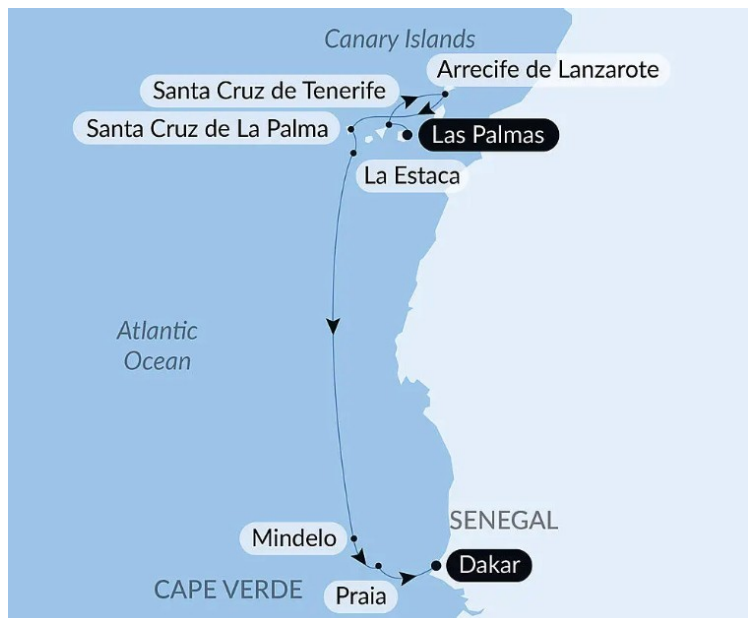 Canary Islands
Arrecife de Lanzarote
Santa Cruz de Tenerife
Santa Cruz de La Palma
Las Palmas
La Estaca
Atlantic
Ocean
SENEGAL
Mindelo
Dakar
CAPE VERDE
Praia